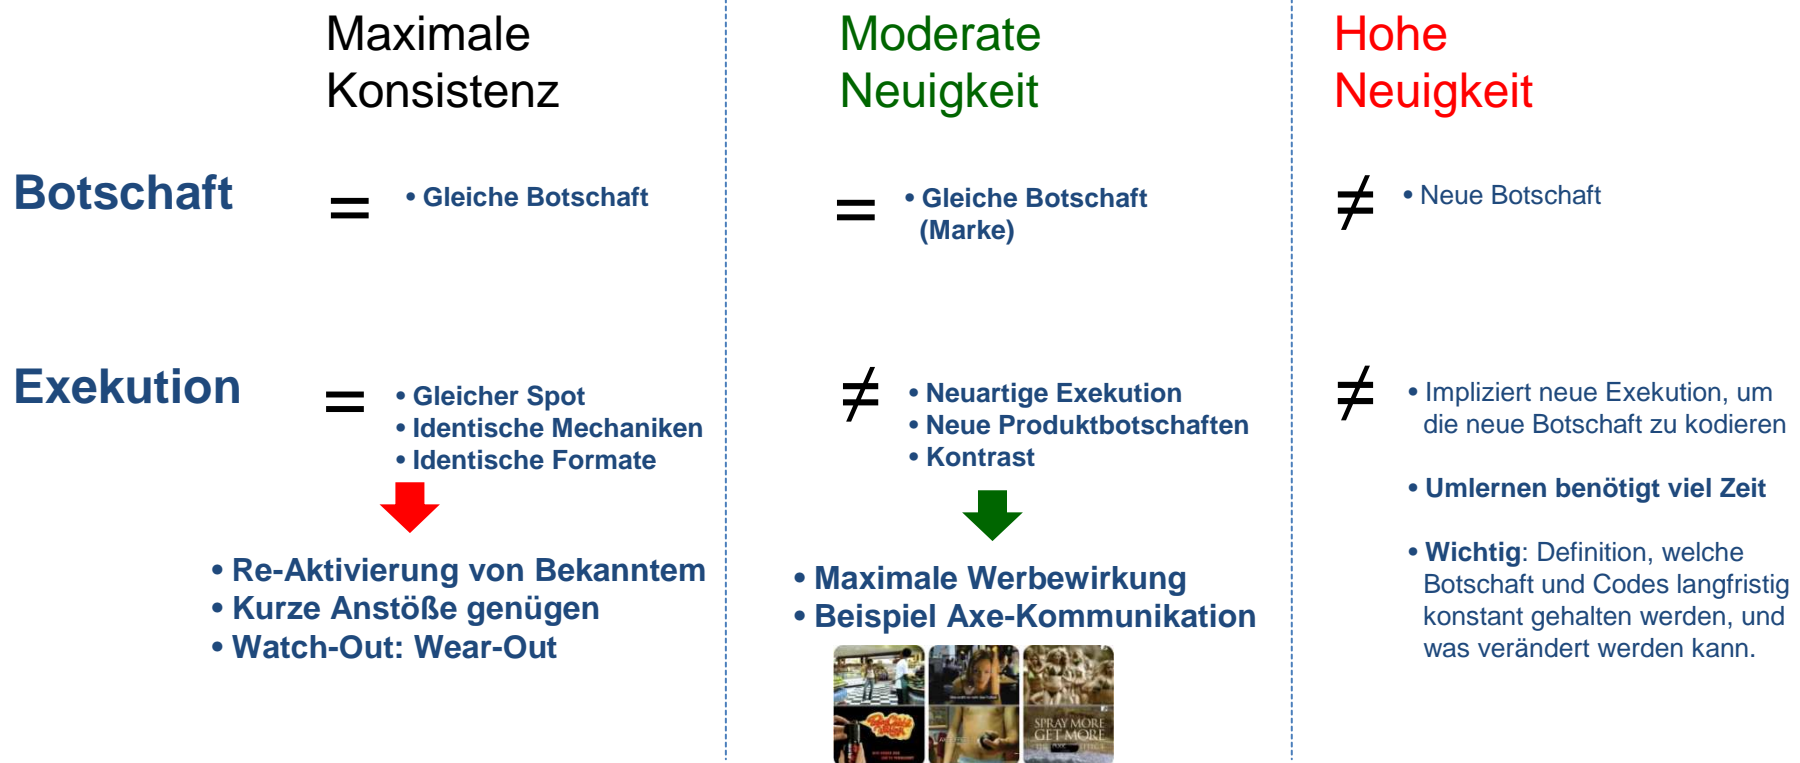 Maximale
Konsistenz
Moderate
Neuigkeit
Hohe
Neuigkeit
Botschaft
=
• Gleiche Botschaft
=
• Gleiche Botschaft
(Marke)
≠
• Neue Botschaft
Exekution
=
• Gleicher Spot
• Identische Mechaniken
• Identische Formate
≠
• Neuartige Exekution
• Neue Produktbotschaften
• Kontrast
≠
• Impliziert neue Exekution, um
die neue Botschaft zu kodieren
• Umlernen benötigt viel Zeit
• Wichtig: Definition, welche
Botschaft und Codes langfristig
konstant gehalten werden, und
was verändert werden kann.
• Re-Aktivierung von Bekanntem
• Kurze Anstöße genügen
• Watch-Out: Wear-Out
• Maximale Werbewirkung
• Beispiel Axe-Kommunikation
SPRAY MORE
GET MORE